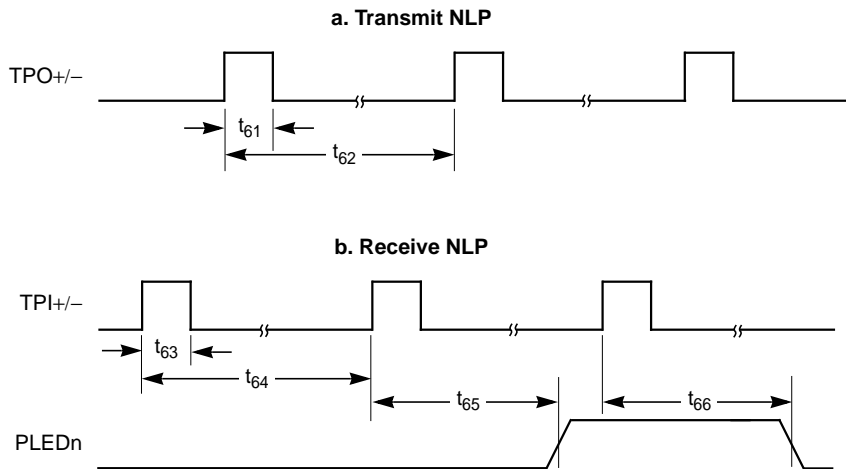 a. Transmit NLP
TPO+/−
t61
t62
b. Receive NLP
TPI+/−
t63
t64
t65
t66
PLEDn